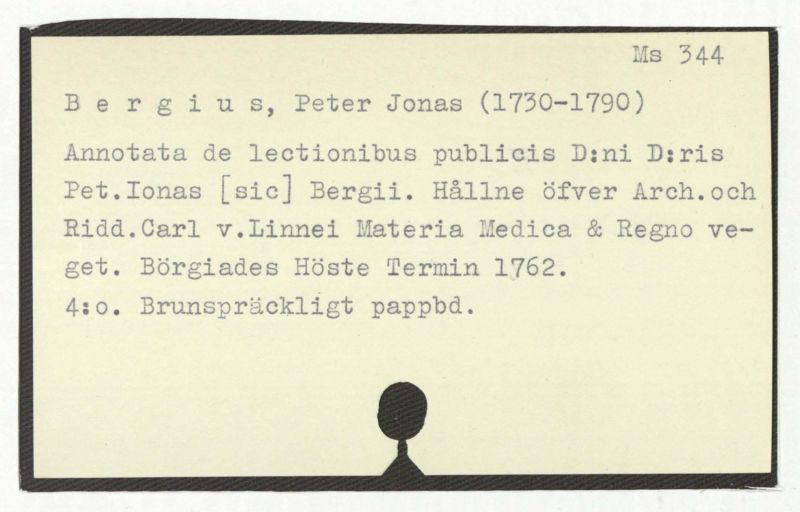 Ms 344
B e r g i u s, Peter Jonas (1730-1790)
Annotata de lectionibus publicis D:ni D:ris
Pet.Ionas [sic] Bergii. Hållne öfver Arch.och
Ridd.Carl v.Linnei Materia Medica & Regno ve-
get. Börgiades Höste Termin 1762.
4:o. Brunspräckligt pappbd.